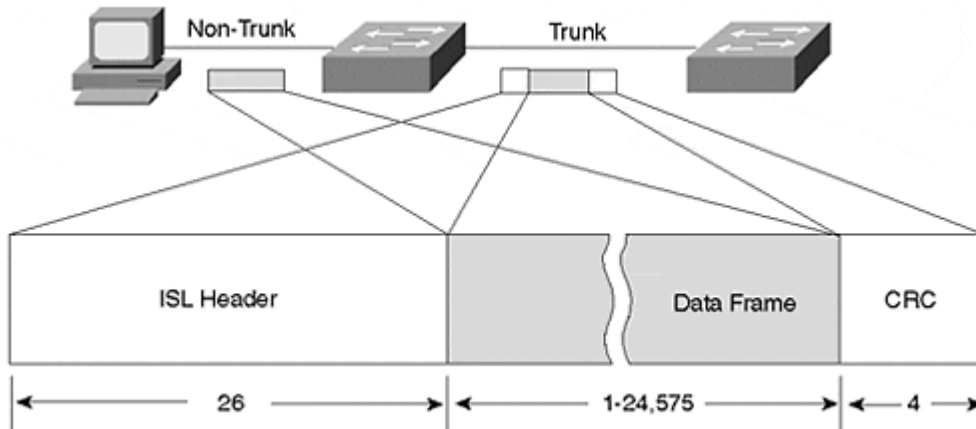 Non-Trunk
Trunk
ISL Header
Data Frame
CRC
26
1-24,575
4